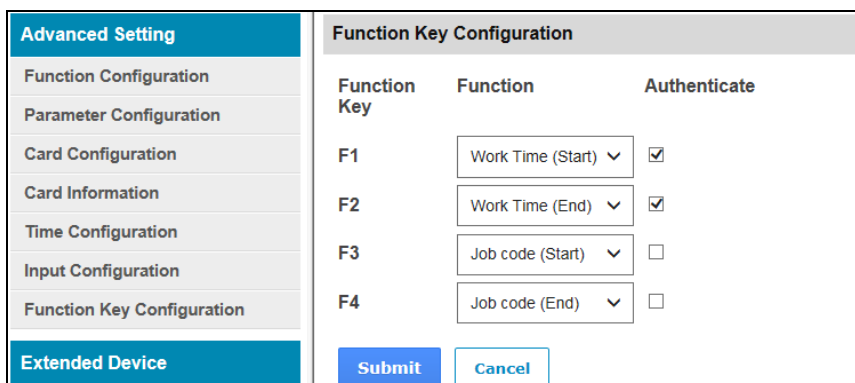 Advanced Setting
Function Configuration
Parameter Configuration
Card Configuration
Card Information
Time Configuration
Input Configuration
Function Key Configuration
Extended Device
Function Key Configuration
Function Key Function Authenticate
F1 Work Time (Start)
F2 Work Time (End)
F3 Job code (Start)
F4 Job code (End)
Submit Cancel